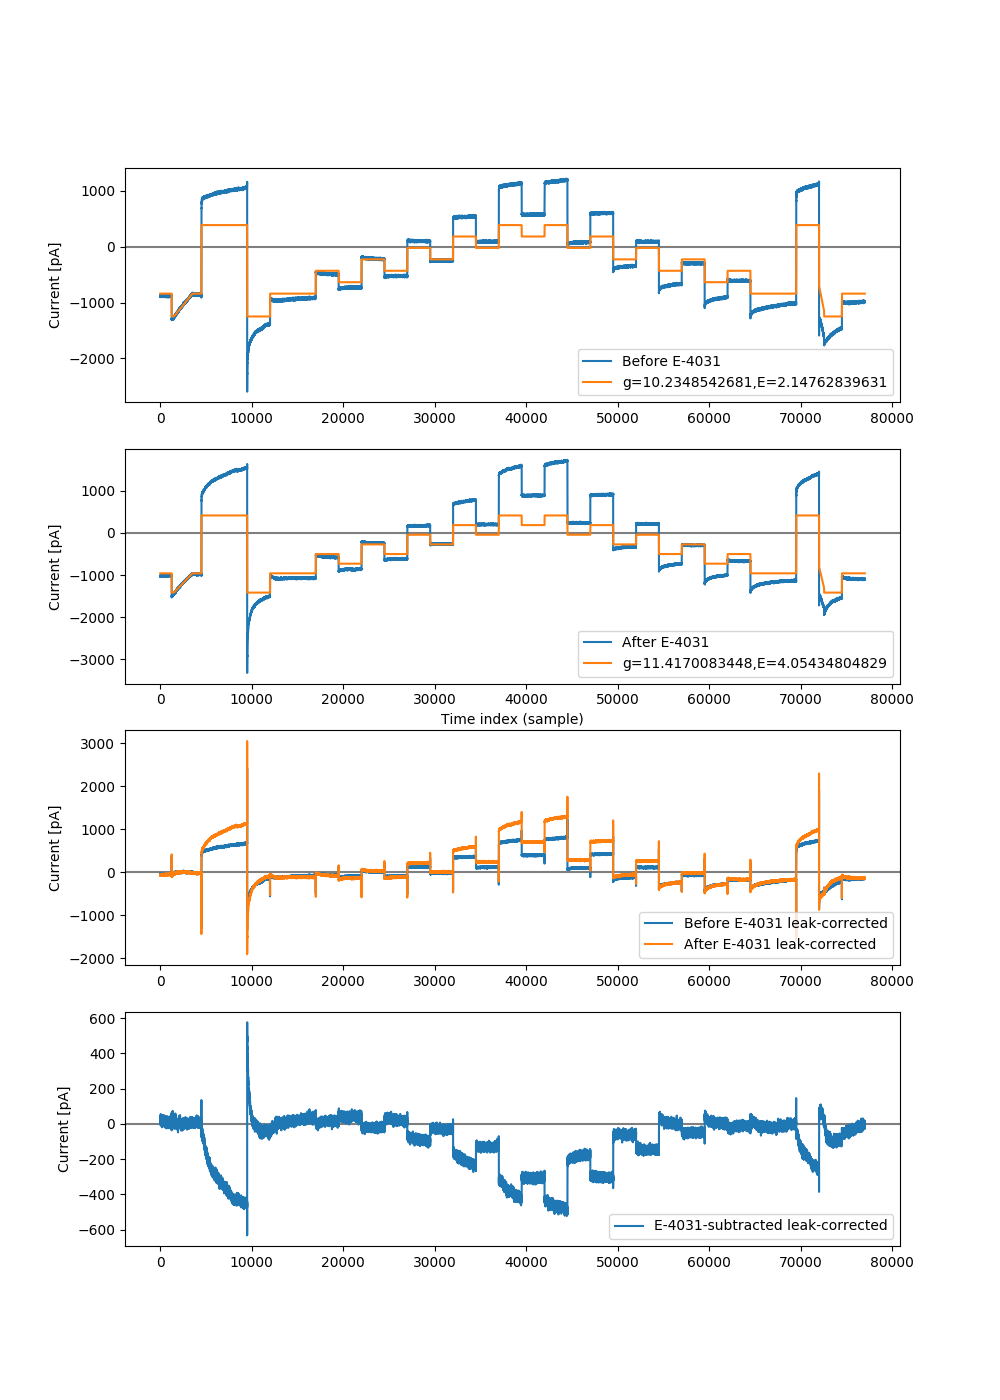 1000
0
−1000
−2000
Current [pA]
Before E-4031
g=10.2348542681,E=2.14762839631
0 10000 20000 30000 40000 50000 60000 70000 80000
1000
0
−1000
−2000
−3000
Current [pA]
After E-4031
g=11.4170083448,E=4.05434804829
0 10000 20000 30000 40000 50000 60000 70000 80000
Time index (sample)
3000
2000
1000
0
−1000
−2000
Current [pA]
Before E-4031 leak-corrected
After E-4031 leak-corrected
0 10000 20000 30000 40000 50000 60000 70000 80000
600
400
200
0
−200
−400
−600
Current [pA]
E-4031-subtracted leak-corrected
0 10000 20000 30000 40000 50000 60000 70000 80000